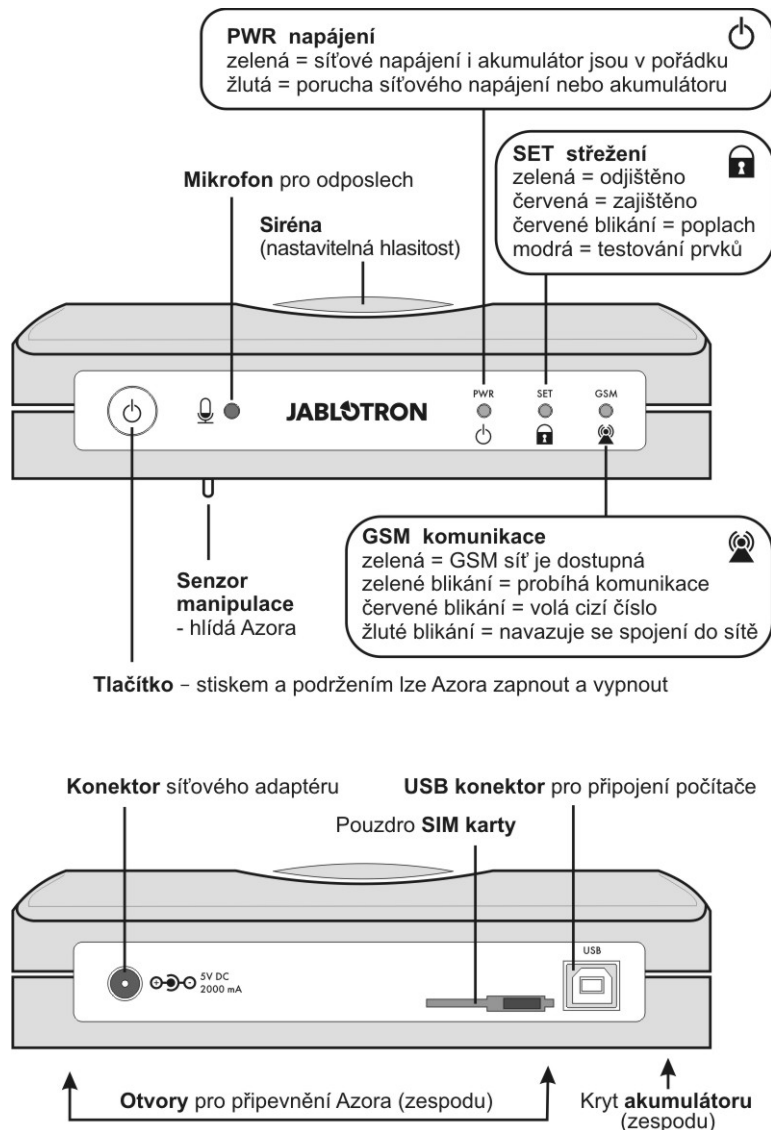 PWR napájení
zelená = síťové napájení i akumulátor jsou v pořádku
žlutá = porucha síťového napájení nebo akumulátoru
SET střežení
zelená = odjištěno
červená = zajištěno
červené blikání = poplach
modrá = testování prvků
Mikrofon pro odposlech
Siréna
(nastavitelná hlasitost)
JABLOTRON
PWR
SET
GSM
GSM komunikace
zelená = GSM síť je dostupná
zelené blikání = probíhá komunikace
červené blikání = volá cizí číslo
žluté blikání = navazuje se spojení do sítě
Senzor
manipulace
- hlídá Azora
Tlačítko – stiskem a podržením lze Azora zapnout a vypnout
Konektor síťového adaptéru
USB konektor pro připojení počítače
Pouzdro SIM karty
USB
5V DC
2000 mA
Otvory pro připevnění Azora (zespodu)
Kryt akumulátoru
(zespodu)